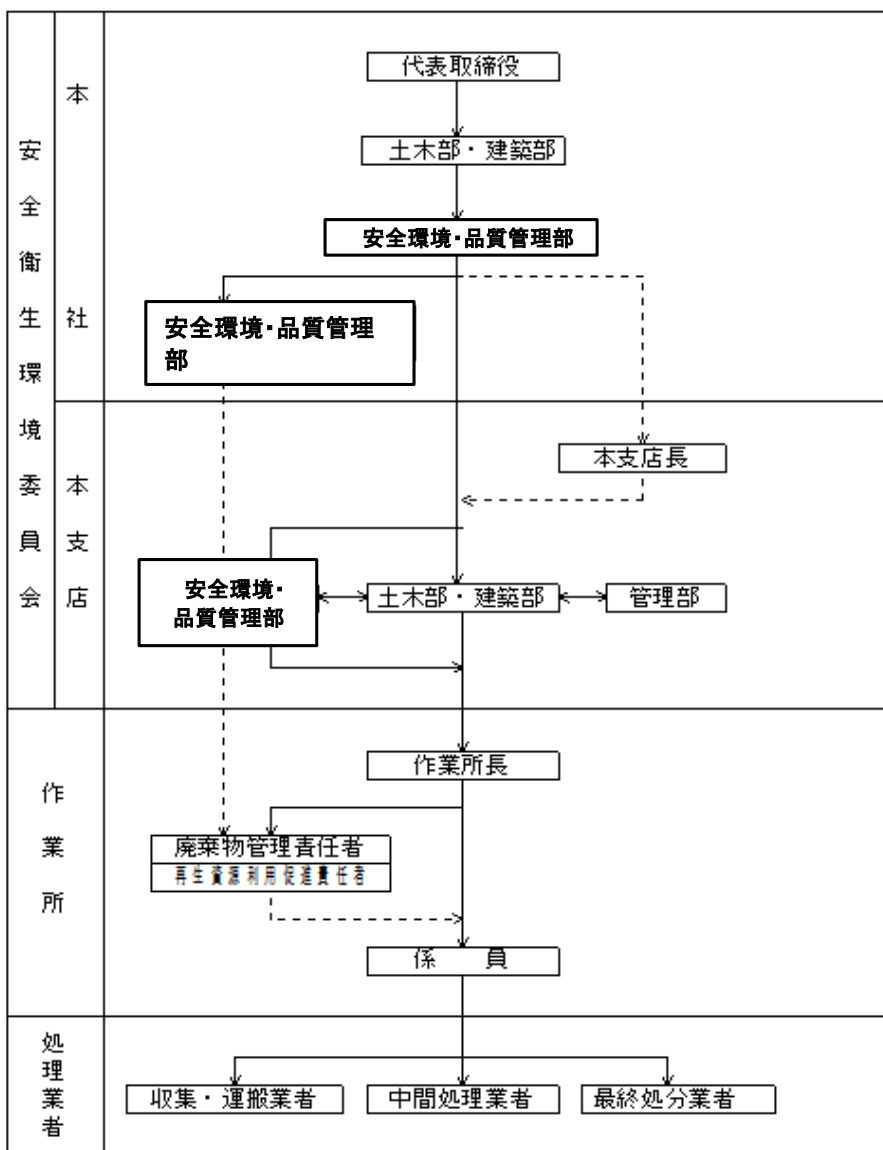 安全衛生環境委員会
本社
代表取締役
土木部・建築部
安全環境・品質管理部
安全環境・品質管理
部
本支店
本支店長
安全環境・
品質管理部
土木部・建築部
管理部
作業所
作業所長
廃棄物管理責任者
再生資源利用促進責任者
係 員
処理業者
収集・運搬業者
中間処理業者
最終処分業者